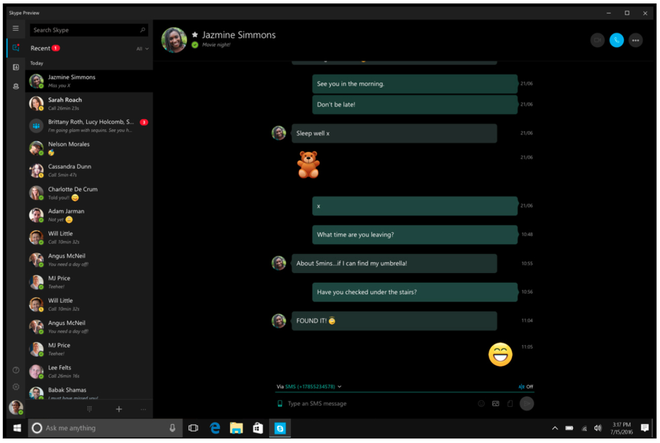 Skype Preview
Search Skype
Recent 1
All
Today
Jazmine Simmons
Miss you X
Sarah Roach
Call 26min 23s
Brittany Roth, Lucy Holcomb, S...
I'm going glam with sequins. See you h...
3
Nelson Morales
Cassandra Dunn
Call 5min 47s
Charlotte De Crum
Told you!!
Adam Jarman
Not yet
Will Little
Call 10min 32s
Angus McNeil
You need a day off!
MJ Price
Teehee!
Will Little
Call 10min 32s
Angus McNeil
You need a day off!
MJ Price
Teehee!
Lee Felts
Call 26min 16s
Babak Shamas
I must have missed you!
Jazmine Simmons
Movie night!
See you in the morning.
21/06
Don't be late!
21/06
Sleep well x
21/06
21/06
x
21/06
What time are you leaving?
10:48
About 5mins...if I can find my umbrella!
10:55
Have you checked under the stairs?
10:56
FOUND IT!
11:04
11:05
Via SMS (+17855234578)
Off
Type an SMS message
Ask me anything
3:17 PM
7/15/2016